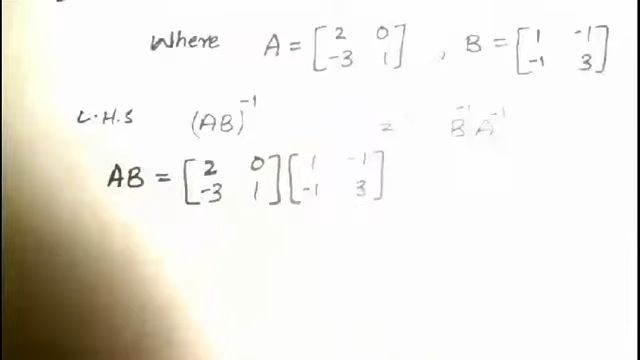 Where A = [2 0 -3 1] , B = [1 -1 -1 3]
L.H.S (AB)^-1 = B^-1 A^-1
AB = [2 0 -3 1] [1 -1 -1 3]